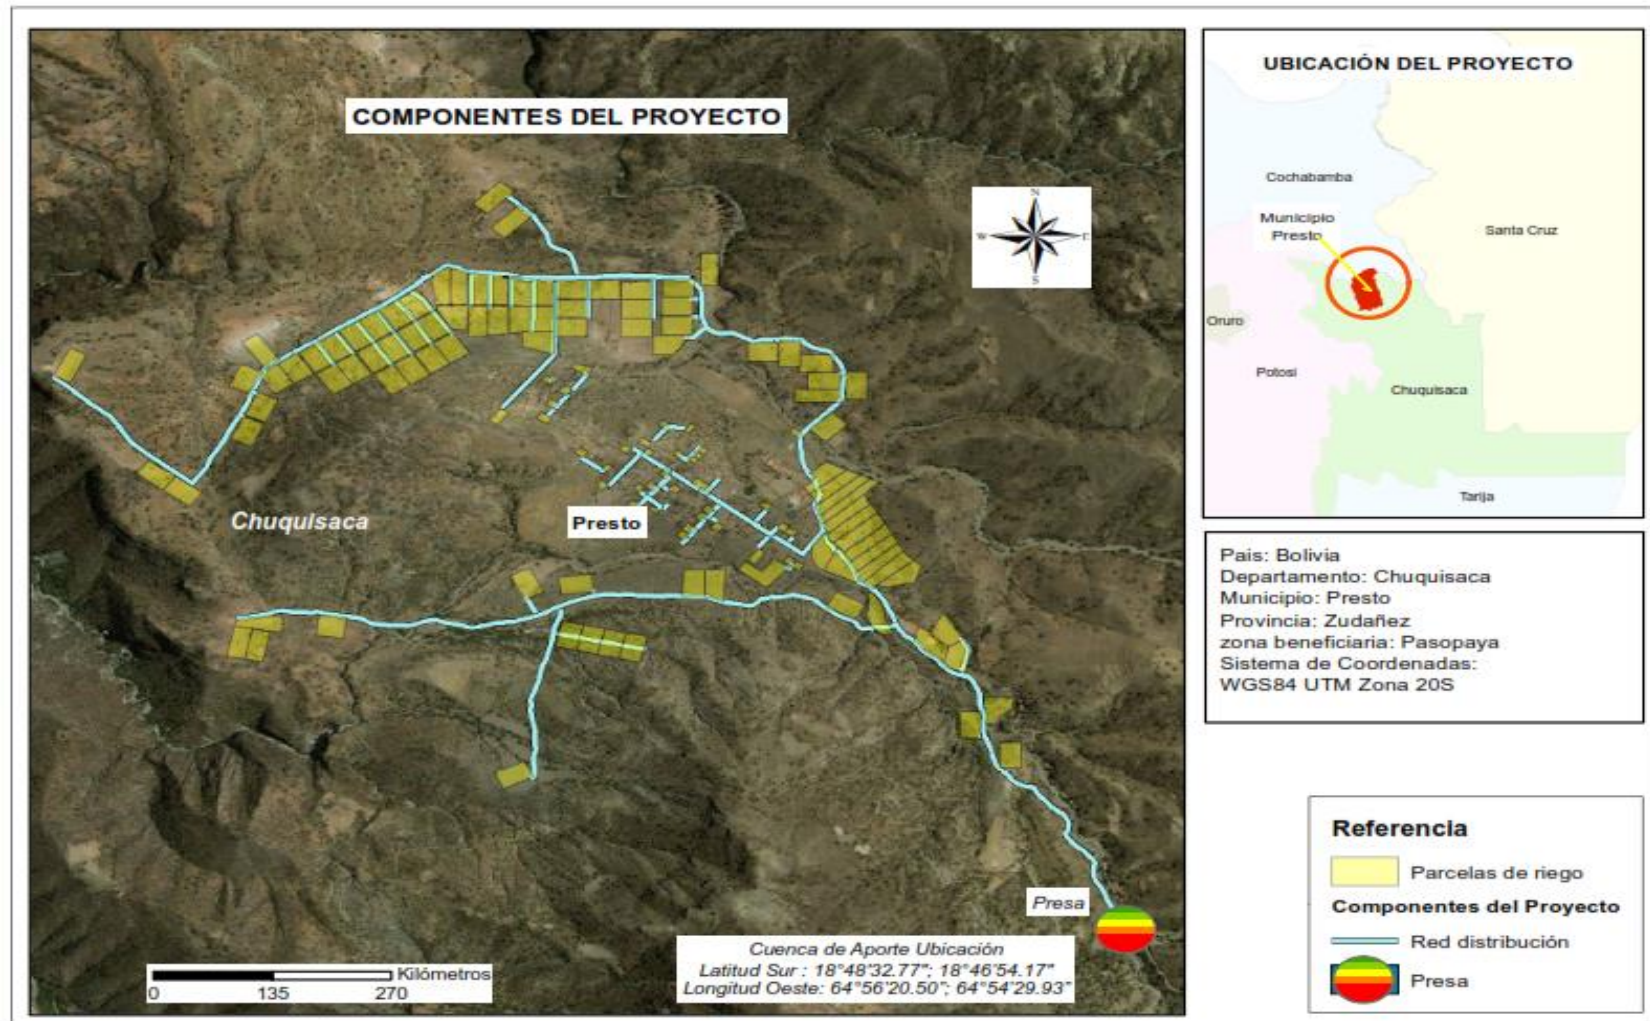 COMPONENTES DEL PROYECTO
N
W
E
S
Chuquisaca
Presto
Presa
Kilómetros
0 135 270
Cuenca de Aporte Ubicación
Latitud Sur : 18°48'32.77"; 18°46'54.17"
Longitud Oeste: 64°56'20.50"; 64°54'29.93"
UBICACIÓN DEL PROYECTO
Cochabamba
Municipio
Presto
Santa Cruz
Oruro
Potosi
Chuquisaca
Tarija
Pais: Bolivia
Departamento: Chuquisaca
Municipio: Presto
Provincia: Zudañez
zona beneficiaria: Pasopaya
Sistema de Coordenadas:
WGS84 UTM Zona 20S
Referencia
Parcelas de riego
Componentes del Proyecto
Red distribución
Presa